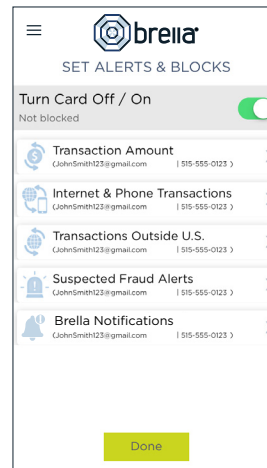 brella
SET ALERTS & BLOCKS
Turn Card Off / On
Not blocked
Transaction Amount
(JohnSmith123@gmail.com | 515-555-0123 )
Internet & Phone Transactions
(JohnSmith123@gmail.com | 515-555-0123 )
Transactions Outside U.S.
(JohnSmith123@gmail.com | 515-555-0123 )
Suspected Fraud Alerts
(JohnSmith123@gmail.com | 515-555-0123 )
Brella Notifications
(JohnSmith123@gmail.com | 515-555-0123 )
Done